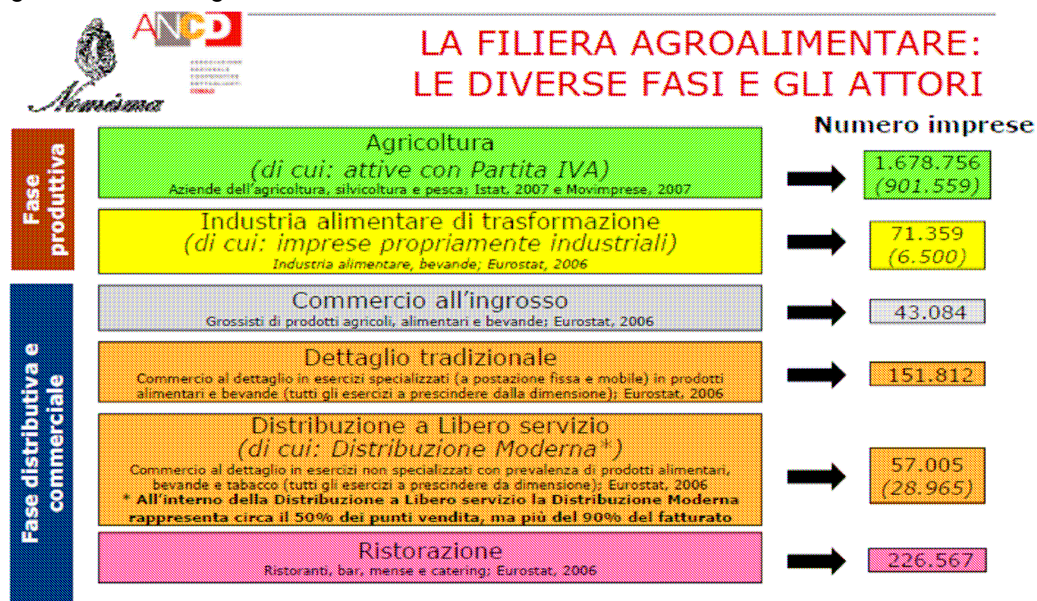 Nomisma
ANCD
LA FILIERA AGROALIMENTARE:
LE DIVERSE FASI E GLI ATTORI
Numero imprese
Fase
produttiva
Agricoltura
(di cui: attive con Partita IVA)
Aziende dell'agricoltura, silvicoltura e pesca; Istat, 2007 e Movimprese, 2007
1.678.756
(901.559)
Industria alimentare di trasformazione
(di cui: imprese propriamente industriali)
Industria alimentare, bevande; Eurostat, 2006
71.359
(6.500)
Fase distributiva e
commerciale
Commercio all'ingrosso
Grossisti di prodotti agricoli, alimentari e bevande; Eurostat, 2006
43.084
Dettaglio tradizionale
Commercio al dettaglio in esercizi specializzati (a postazione fissa e mobile) in prodotti
alimentari e bevande (tutti gli esercizi a prescindere dalla dimensione); Eurostat, 2006
151.812
Distribuzione a Libero servizio
(di cui: Distribuzione Moderna*)
Commercio al dettaglio in esercizi non specializzati con prevalenza di prodotti alimentari,
bevande e tabacco (tutti gli esercizi a prescindere da dimensione); Eurostat, 2006
* All'interno della Distribuzione a Libero servizio la Distribuzione Moderna
rappresenta circa il 50% dei punti vendita, ma più del 90% del fatturato
57.005
(28.965)
Ristorazione
Ristoranti, bar, mense e catering; Eurostat, 2006
226.567